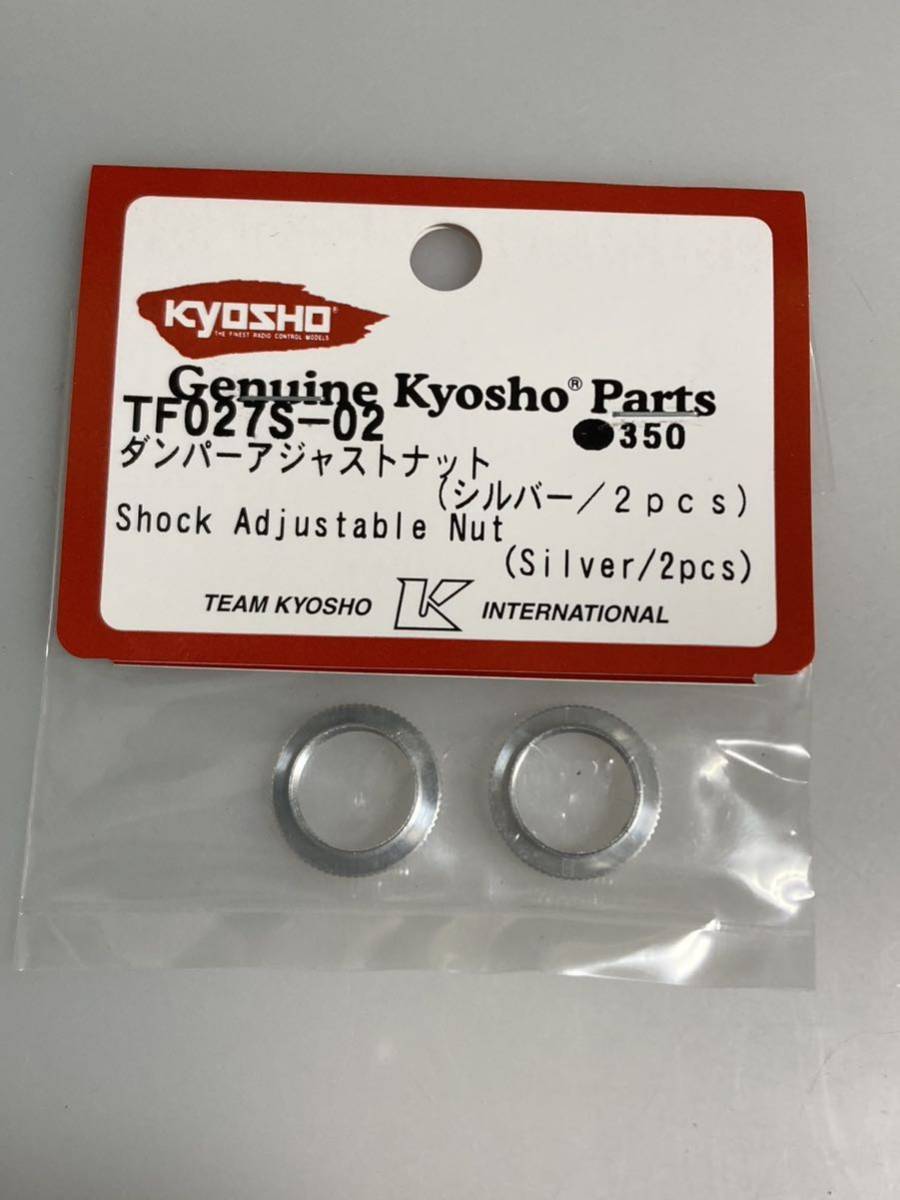 KYOSHO®
THE FINEST RADIO CONTROL MODELS
Genuine Kyosho® Parts
TF027S-02
●350
ダンパーアジャストナット
(シルバー/2pcs)
Shock Adjustable Nut
(Silver/2pcs)
TEAM KYOSHO K INTERNATIONAL